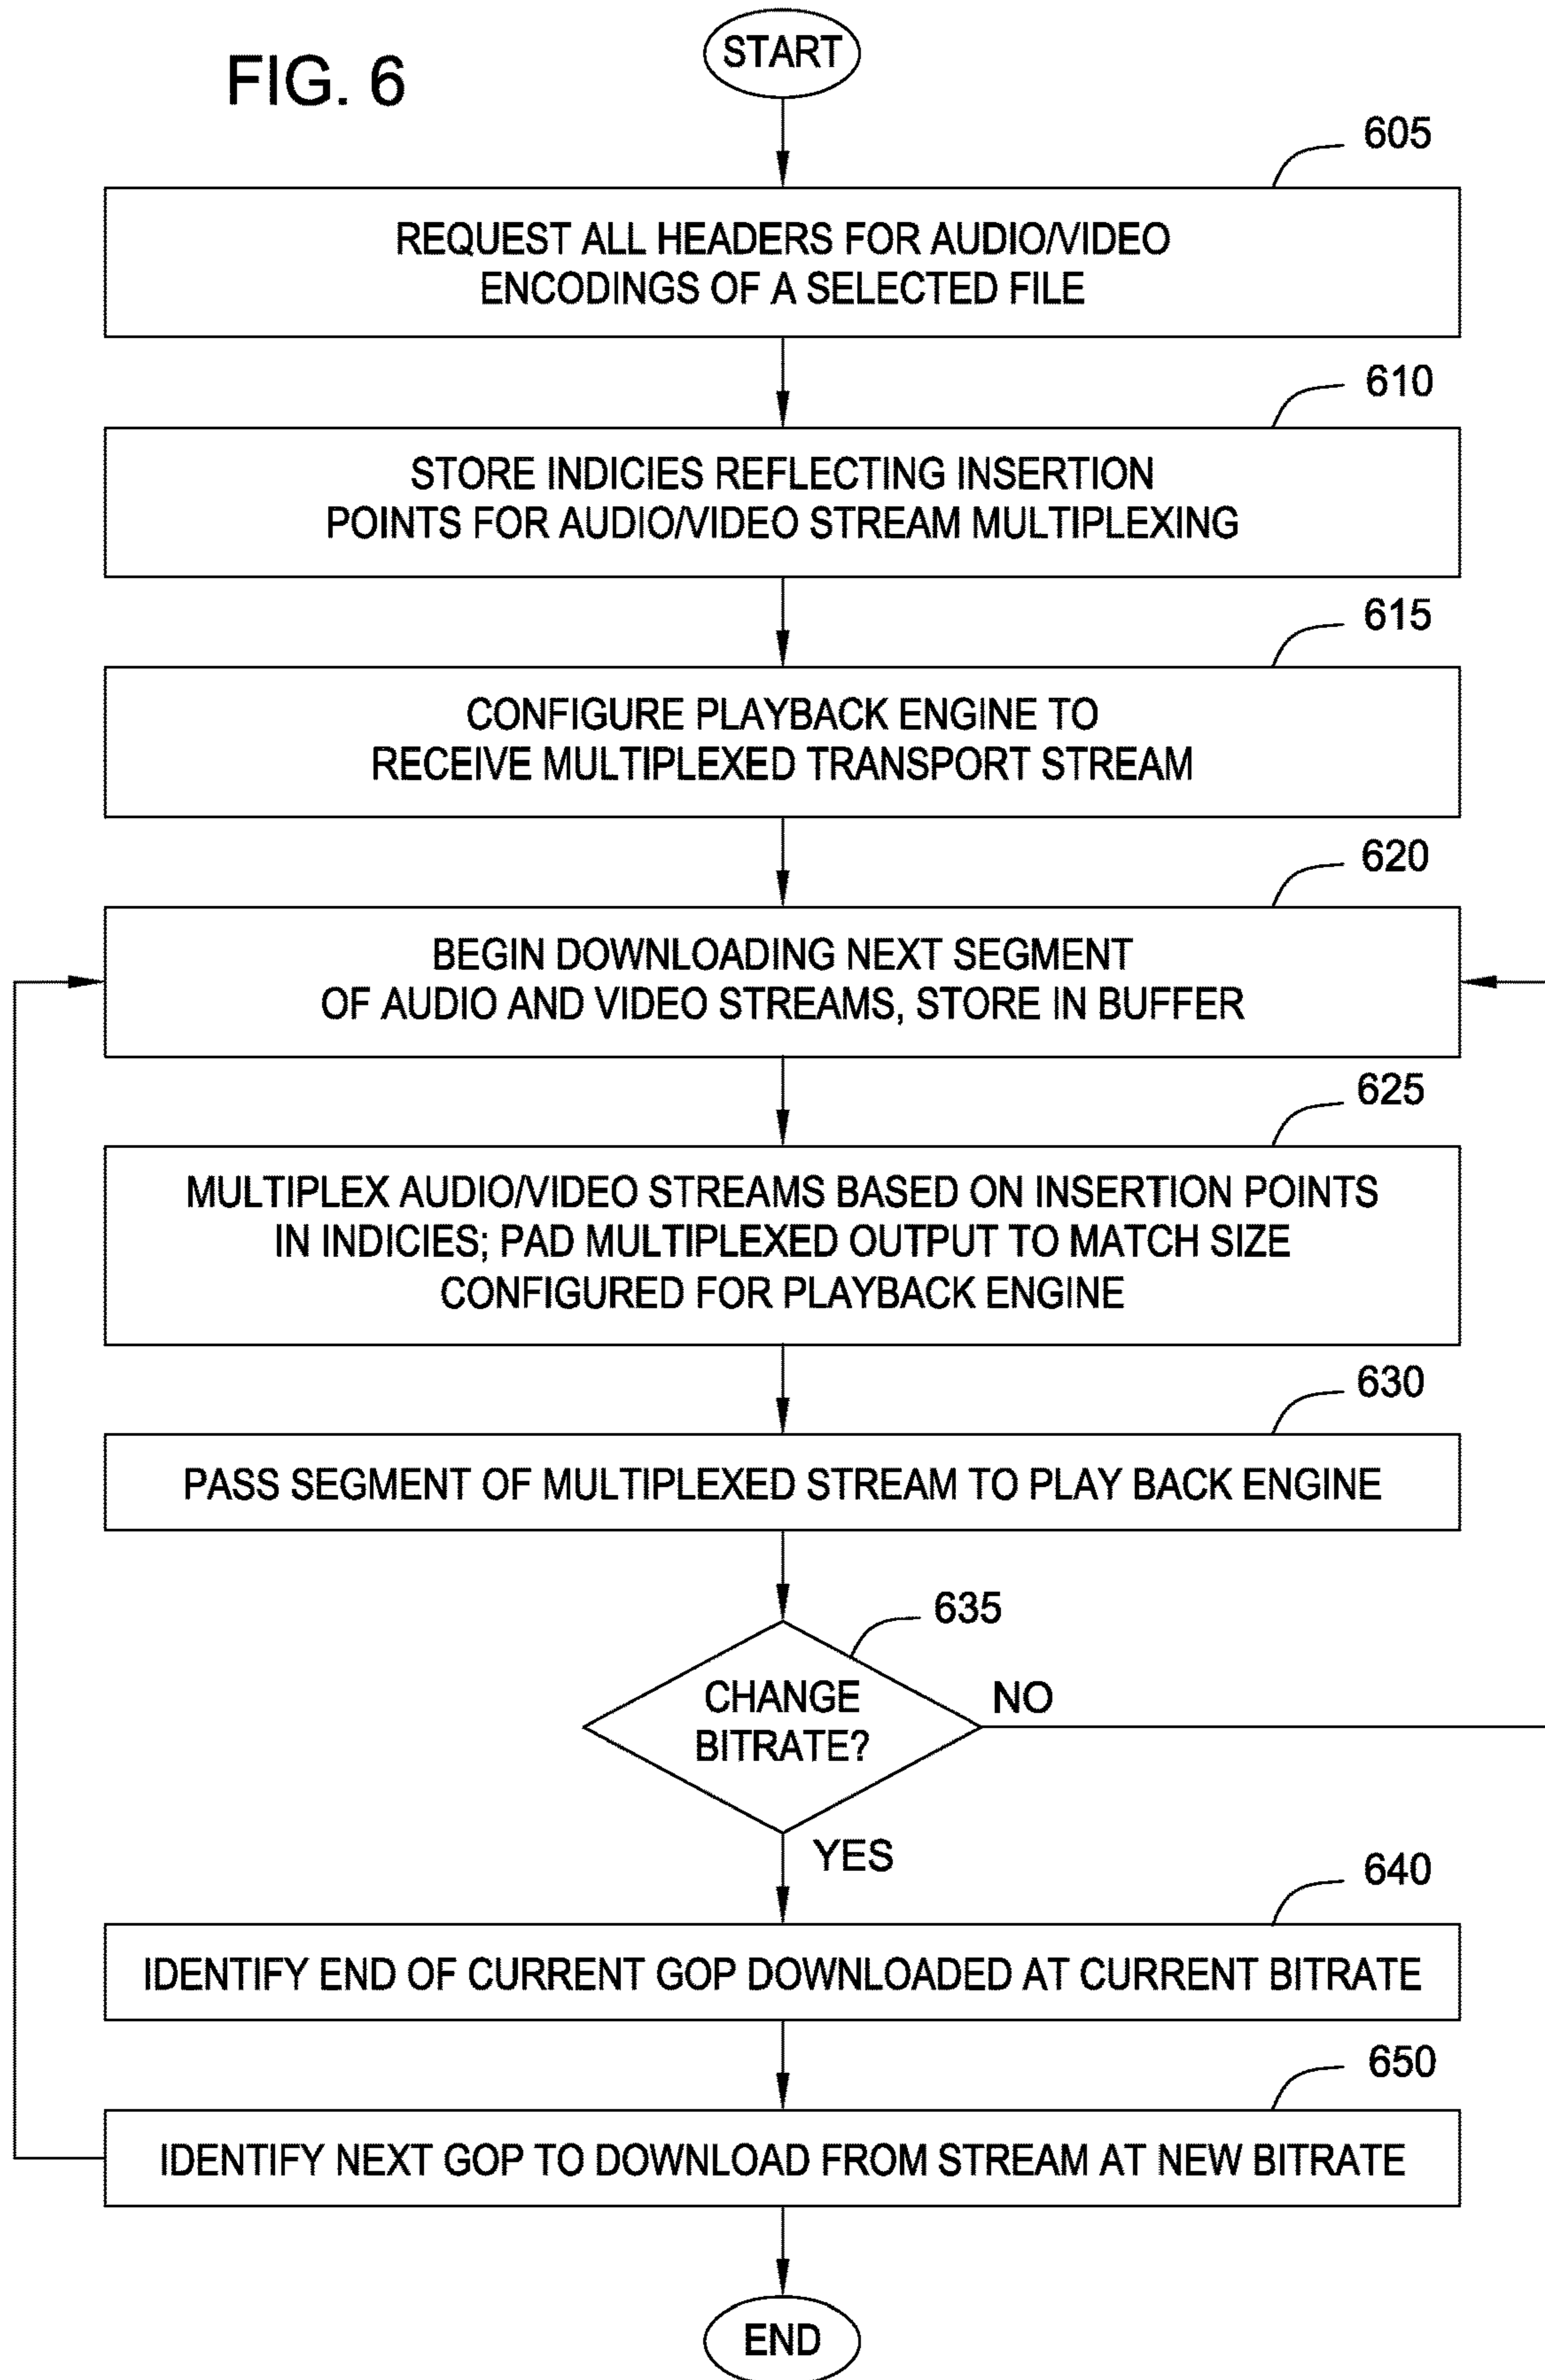 FIG. 6
START
605
REQUEST ALL HEADERS FOR AUDIO/VIDEO
ENCODINGS OF A SELECTED FILE
610
STORE INDICIES REFLECTING INSERTION
POINTS FOR AUDIO/VIDEO STREAM MULTIPLEXING
615
CONFIGURE PLAYBACK ENGINE TO
RECEIVE MULTIPLEXED TRANSPORT STREAM
620
BEGIN DOWNLOADING NEXT SEGMENT
OF AUDIO AND VIDEO STREAMS, STORE IN BUFFER
625
MULTIPLEX AUDIO/VIDEO STREAMS BASED ON INSERTION POINTS
IN INDICIES; PAD MULTIPLEXED OUTPUT TO MATCH SIZE
CONFIGURED FOR PLAYBACK ENGINE
630
PASS SEGMENT OF MULTIPLEXED STREAM TO PLAY BACK ENGINE
635
CHANGE
BITRATE?
NO
YES
640
IDENTIFY END OF CURRENT GOP DOWNLOADED AT CURRENT BITRATE
650
IDENTIFY NEXT GOP TO DOWNLOAD FROM STREAM AT NEW BITRATE
END